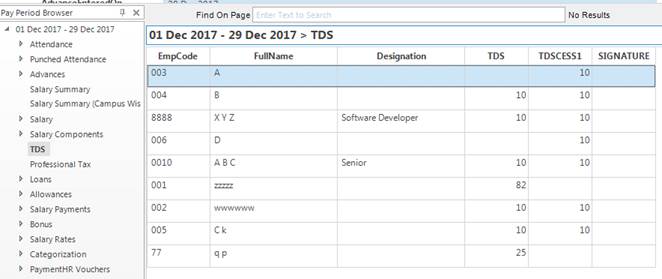 Pay Period Browser
01 Dec 2017 - 29 Dec 2017
Attendance
Punched Attendance
Advances
Salary Summary
Salary Summary (Campus Wis
Salary
Salary Components
TDS
Professional Tax
Loans
Allowances
Salary Payments
Bonus
Salary Rates
Categorization
PaymentHR Vouchers
Find On Page Enter Text to Search No Results
01 Dec 2017 - 29 Dec 2017 > TDS
EmpCode FullName Designation TDS TDSCESS1 SIGNATURE
003 A 10
004 B 10 10
8888 X Y Z Software Developer 10 10
006 D 10
0010 A B C Senior 10 10
001 zzzzz 82
002 wwwwww 10 10
005 C k 10 10
77 q p 25